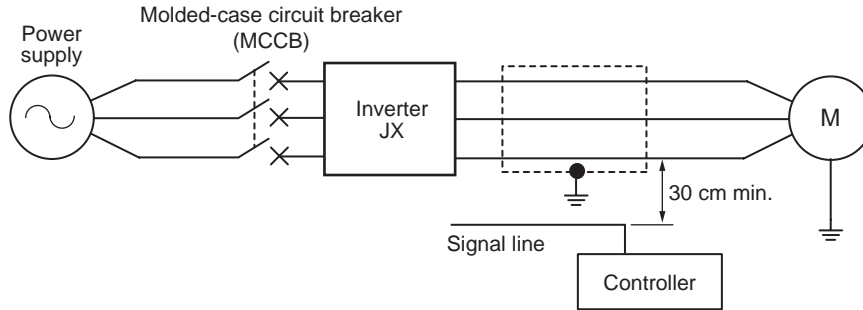 Molded-case circuit breaker
(MCCB)
Power
supply
Inverter
JX
M
30 cm min.
Signal line
Controller